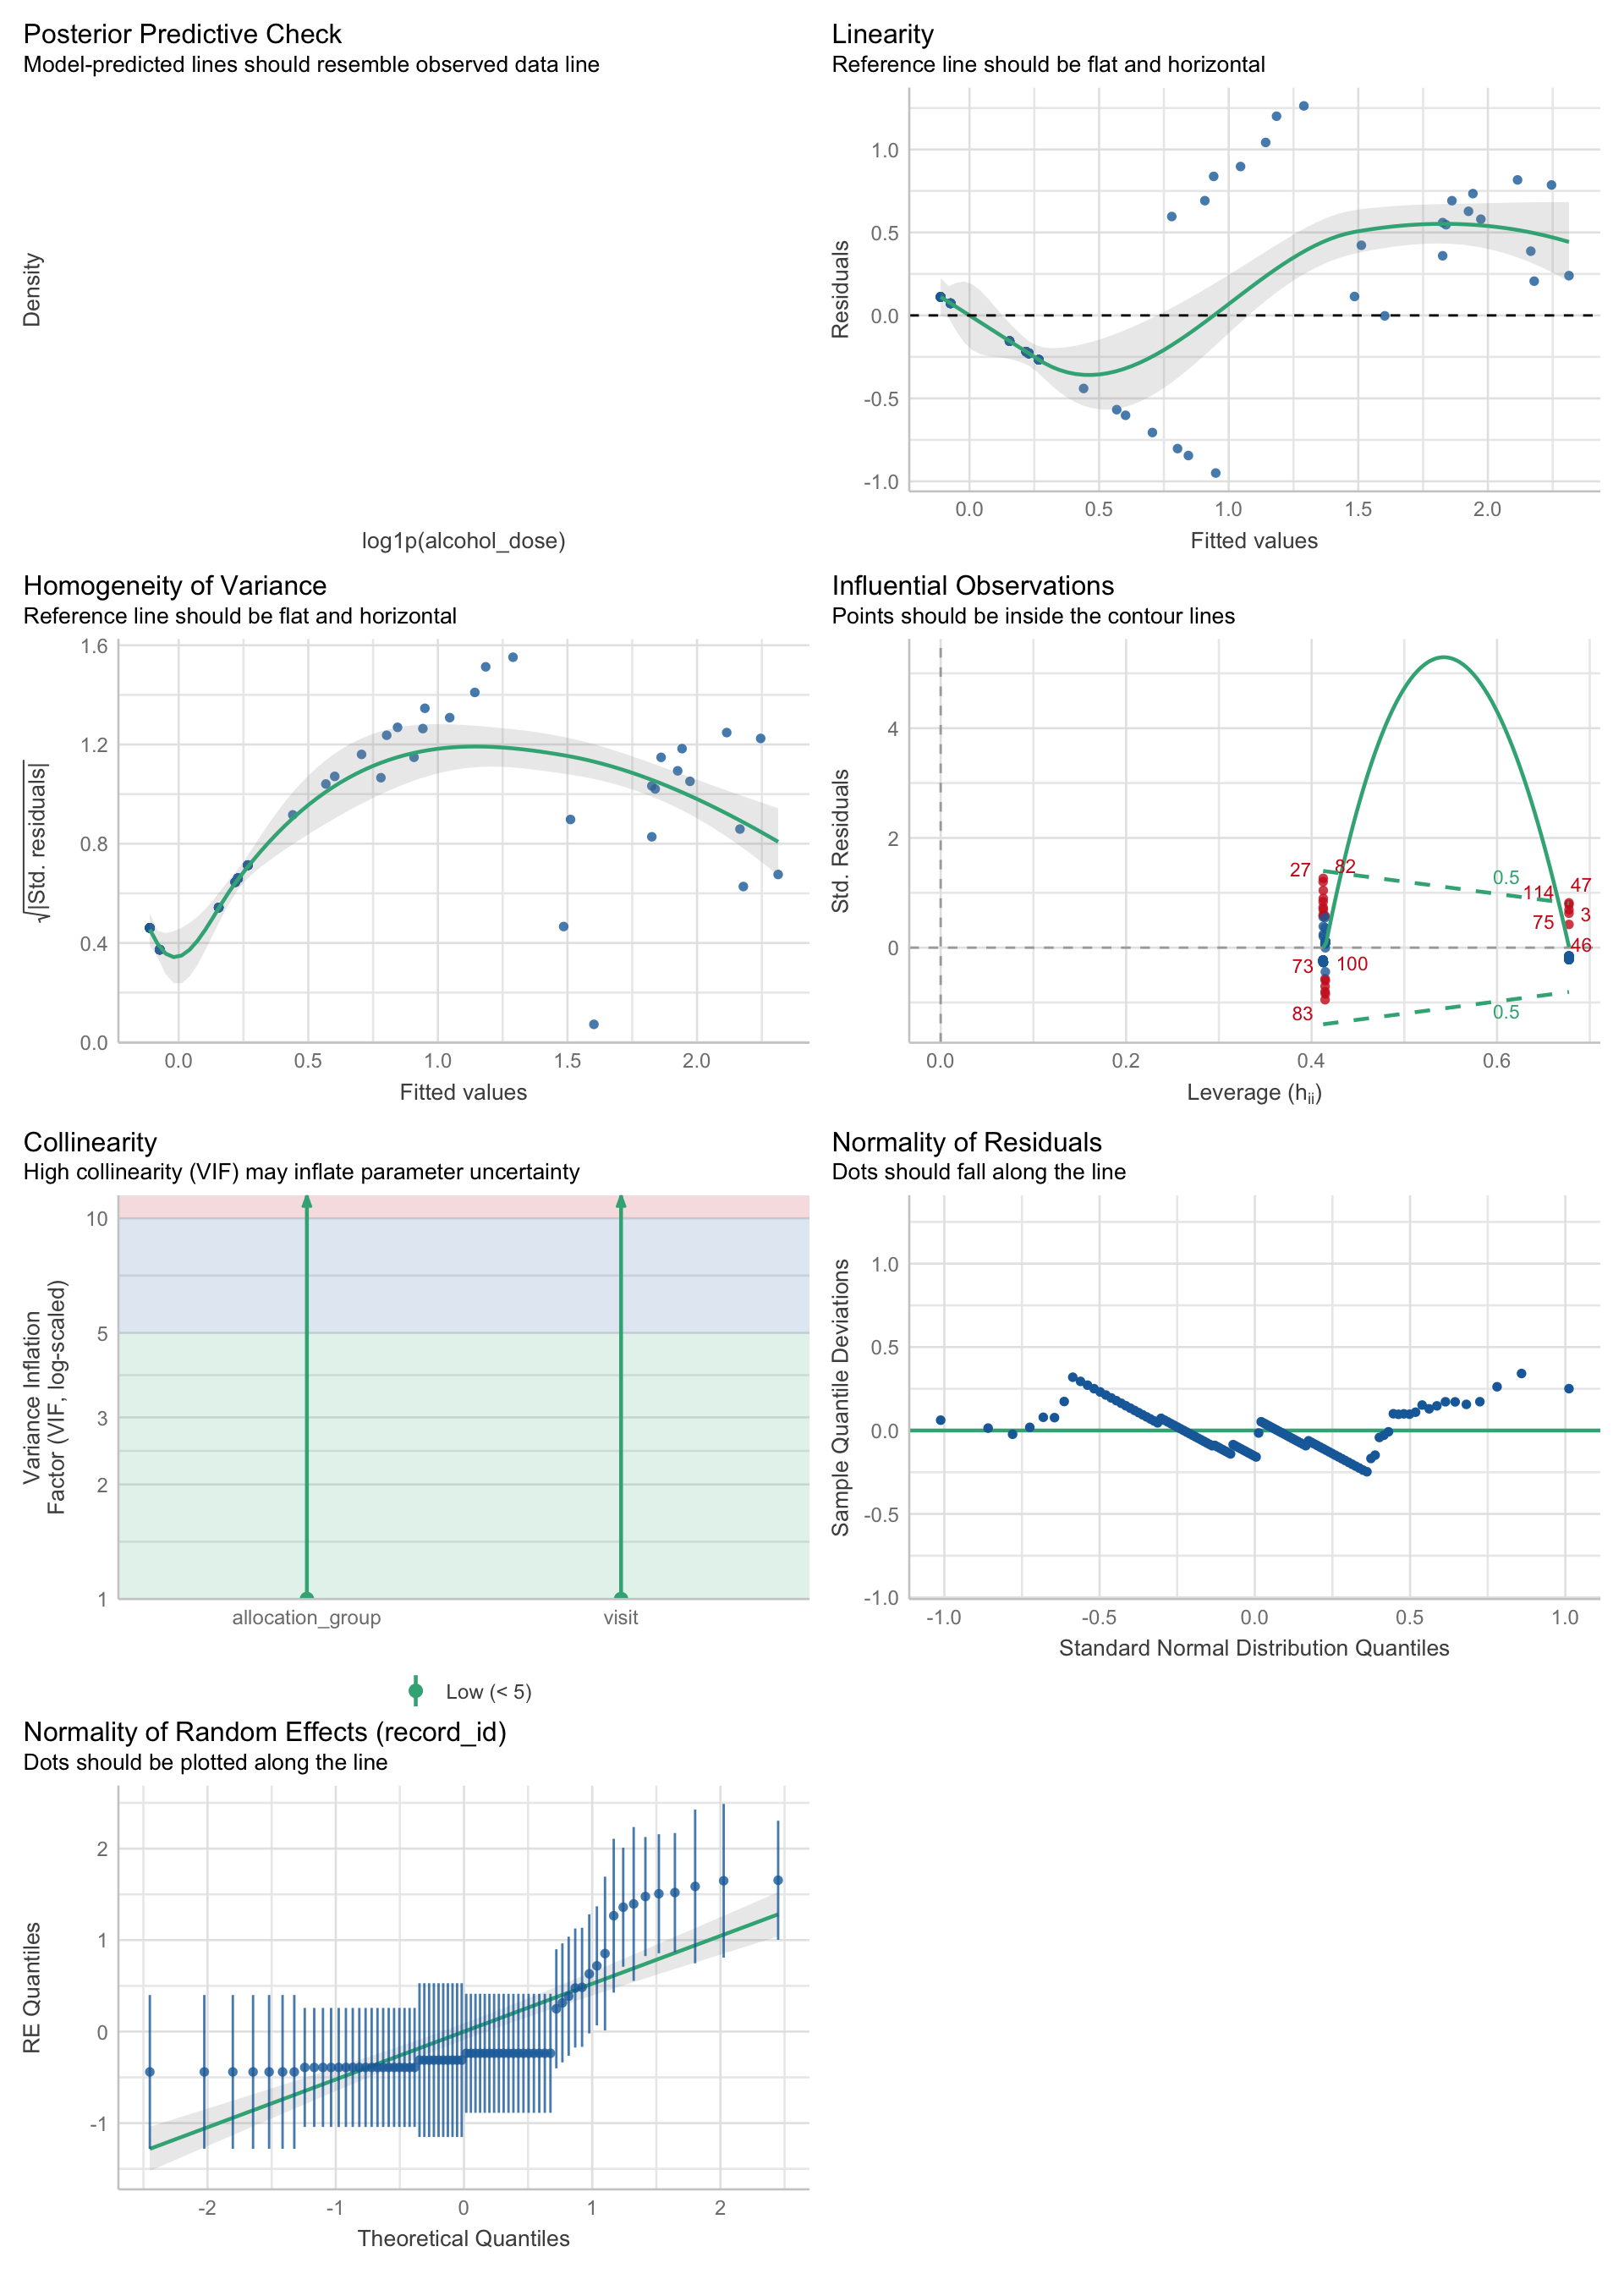 Posterior Predictive Check
Model-predicted lines should resemble observed data line
Density
log1p(alcohol_dose)
Linearity
Reference line should be flat and horizontal
Residuals
1.0
0.5
0.0
-0.5
-1.0
0.0 0.5 1.0 1.5 2.0
Fitted values
Homogeneity of Variance
Reference line should be flat and horizontal
√|Std. residuals|
1.6
1.2
0.8
0.4
0.0
0.0 0.5 1.0 1.5 2.0
Fitted values
Influential Observations
Points should be inside the contour lines
Std. Residuals
4
2
0
27 82
0.5
114 47
75 3
46
73 100
83
0.5
0.0 0.2 0.4 0.6
Leverage (hii)
Collinearity
High collinearity (VIF) may inflate parameter uncertainty
Variance Inflation
Factor (VIF, log-scaled)
10
5
3
2
1
allocation_group visit
Low (< 5)
Normality of Residuals
Dots should fall along the line
Sample Quantile Deviations
1.0
0.5
0.0
-0.5
-1.0
-1.0 -0.5 0.0 0.5 1.0
Standard Normal Distribution Quantiles
Normality of Random Effects (record_id)
Dots should be plotted along the line
RE Quantiles
2
1
0
-1
-2 -1 0 1 2
Theoretical Quantiles